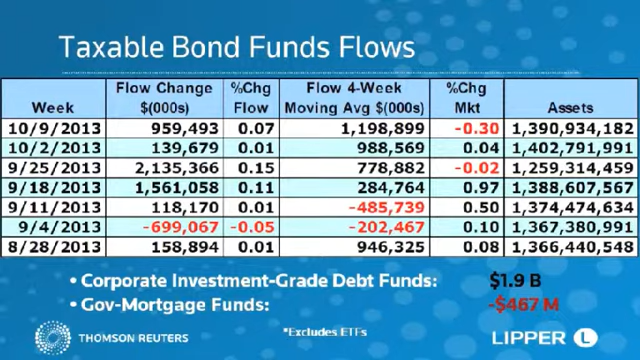 Taxable Bond Funds Flows
Flow Change %Chg Flow 4-Week %Chg
Week $(000s) Flow Moving Avg $(000s) Mkt Assets
10/9/2013 959,493 0.07 1,198,899 -0.30 1,390,934,182
10/2/2013 139,679 0.01 988,569 0.04 1,402,791,991
9/25/2013 2,135,366 0.15 778,882 -0.02 1,259,314,459
9/18/2013 1,561,058 0.11 284,764 0.97 1,388,607,567
9/11/2013 118,170 0.01 -485,739 0.50 1,374,474,634
9/4/2013 -699,067 -0.05 -202,467 0.10 1,367,380,991
8/28/2013 158,894 0.01 946,325 0.08 1,366,440,548
• Corporate Investment-Grade Debt Funds: $1.9 B
• Gov-Mortgage Funds: -$467 M
THOMSON REUTERS *Excludes ETFs LIPPER L